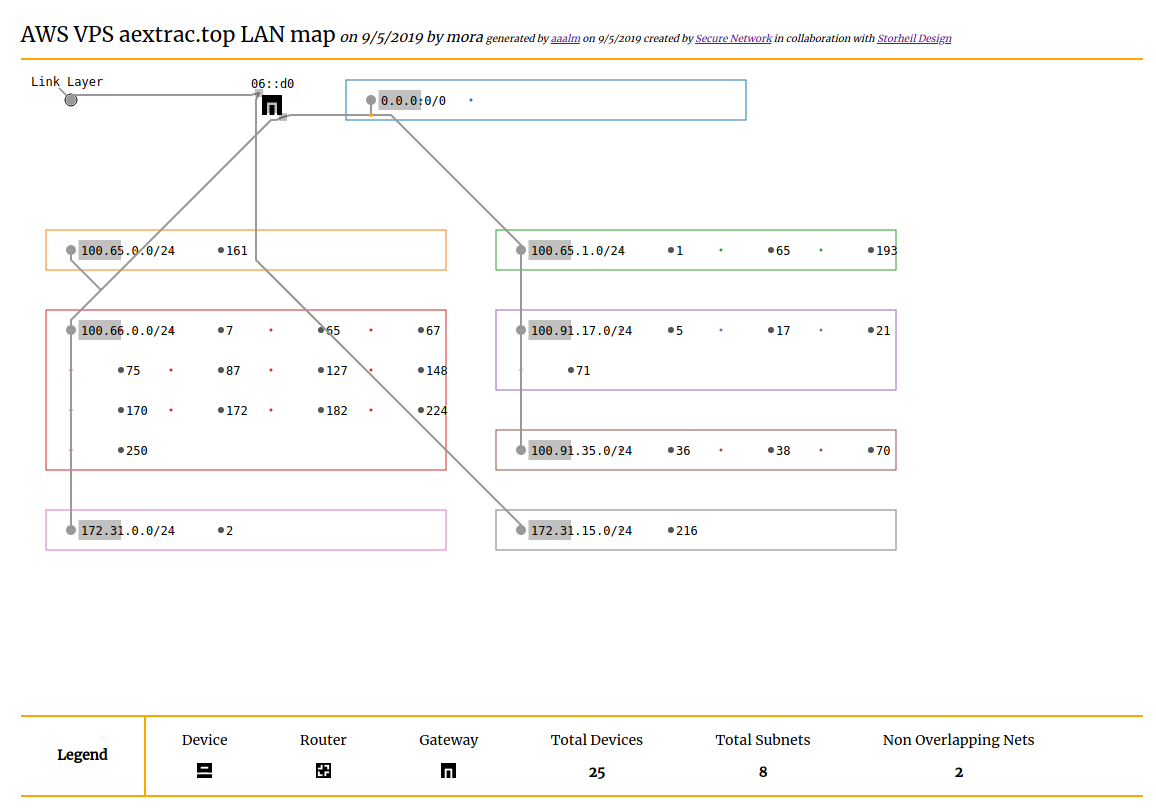 AWS VPS aextrac.top LAN map on 9/5/2019 by mora generated by aaalm on 9/5/2019 created by Secure Network in collaboration with Storheil Design
Link Layer
06::d0
0.0.0:0/0
100.65.0.0/24 161
100.65.1.0/24 1 65 193
100.66.0.0/24 7 65 67
100.91.17.0/24 5 17 21
75 87 127 148
71
170 172 182 224
250
100.91.35.0/24 36 38 70
172.31.0.0/24 2
172.31.15.0/24 216
Legend
Device Router Gateway Total Devices Total Subnets Non Overlapping Nets
25 8 2